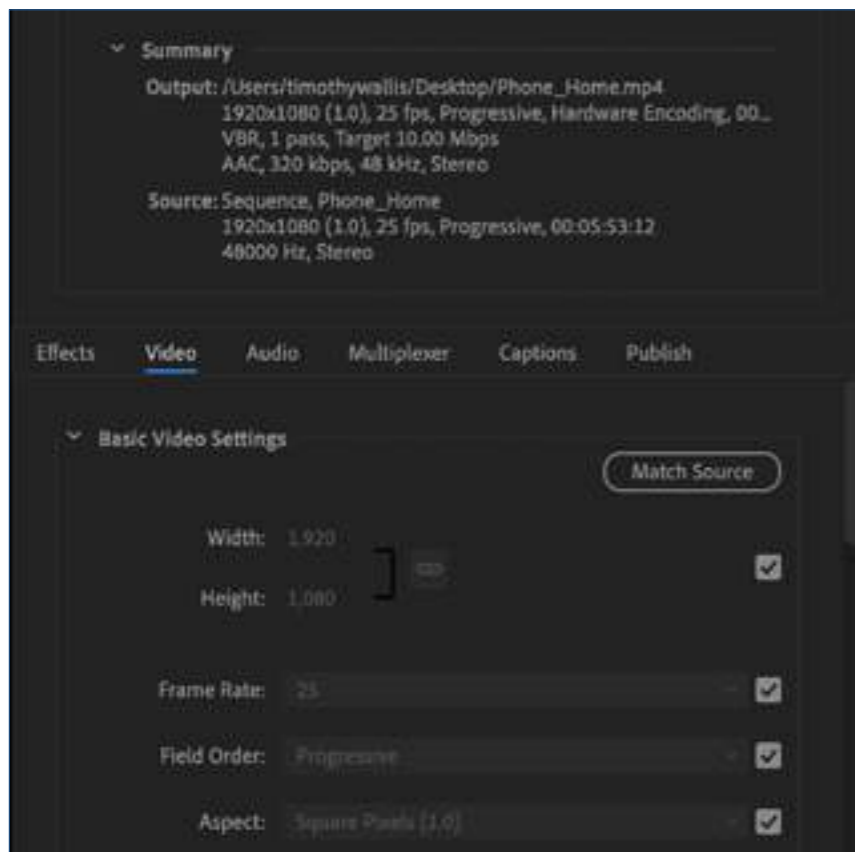 Summary
Output: /Users/timothywallis/Desktop/Phone_Home.mp4
1920x1080 (1.0), 25 fps, Progressive, Hardware Encoding, 00...
VBR, 1 pass, Target 10.00 Mbps
AAC, 320 kbps, 48 kHz, Stereo
Source: Sequence, Phone_Home
1920x1080 (1.0), 25 fps, Progressive, 00:05:53:12
48000 Hz, Stereo
Effects Video Audio Multiplexer Captions Publish
Basic Video Settings
Match Source
Width: 1,920
Height: 1,080
Frame Rate: 25
Field Order: Progressive
Aspect: Square Pixels (1.0)